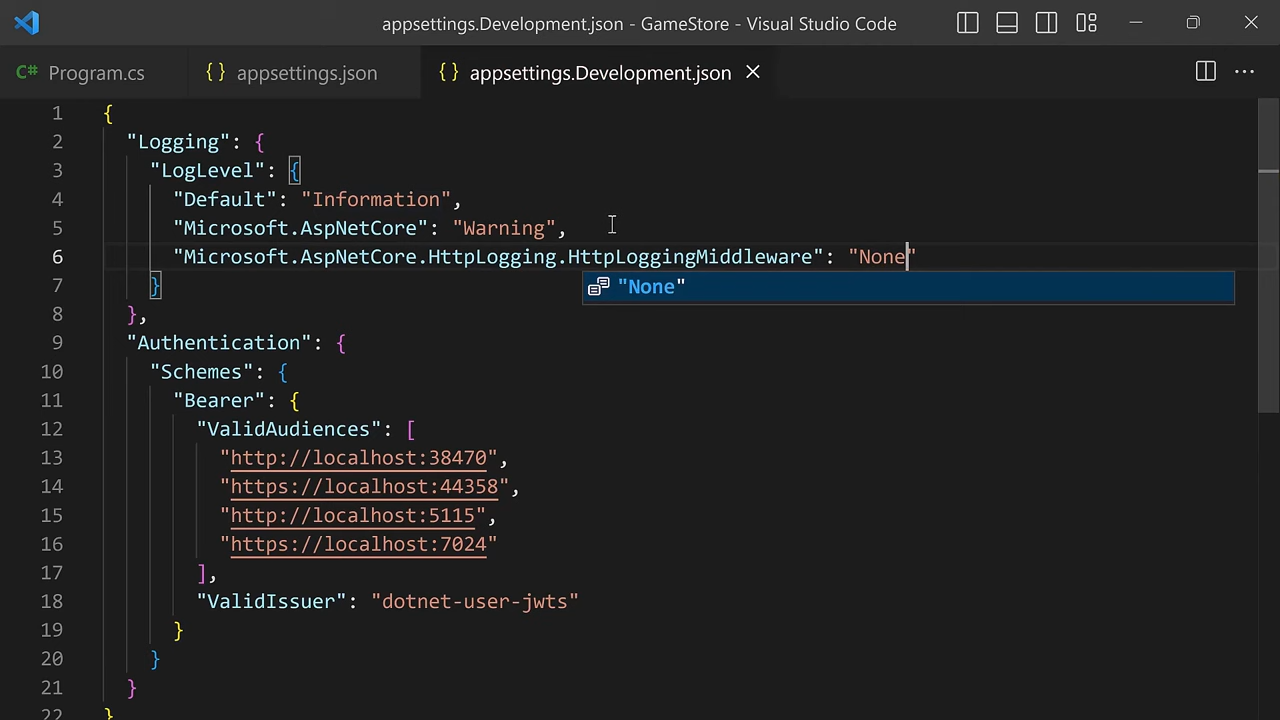 appsettings.Development.json - GameStore - Visual Studio Code
C# Program.cs {} appsettings.json {} appsettings.Development.json
1 {
2 "Logging": {
3 "LogLevel": {
4 "Default": "Information",
5 "Microsoft.AspNetCore": "Warning",
6 "Microsoft.AspNetCore.HttpLogging.HttpLoggingMiddleware": "None"
"None"
7 }
8 },
9 "Authentication": {
10 "Schemes": {
11 "Bearer": {
12 "ValidAudiences": [
13 "http://localhost:38470",
14 "https://localhost:44358",
15 "http://localhost:5115",
16 "https://localhost:7024"
17 ],
18 "ValidIssuer": "dotnet-user-jwts"
19 }
20 }
21 }
22 }